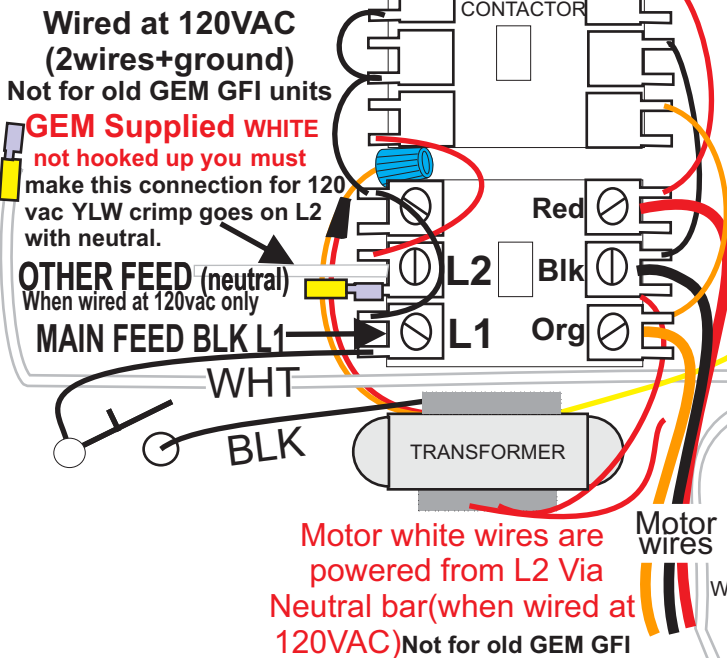 CONTACTOR
Wired at 120VAC
(2wires+ground)
Not for old GEM GFI units
GEM Supplied WHITE
not hooked up you must
make this connection for 120
vac YLW crimp goes on L2
with neutral.
OTHER FEED (neutral)
When wired at 120vac only
MAIN FEED BLK L1
Red
L2
Blk
L1
Org
WHT
BLK
TRANSFORMER
Motor white wires are
powered from L2 Via
Neutral bar(when wired at
120VAC)Not for old GEM GFI
Motor
wires
W